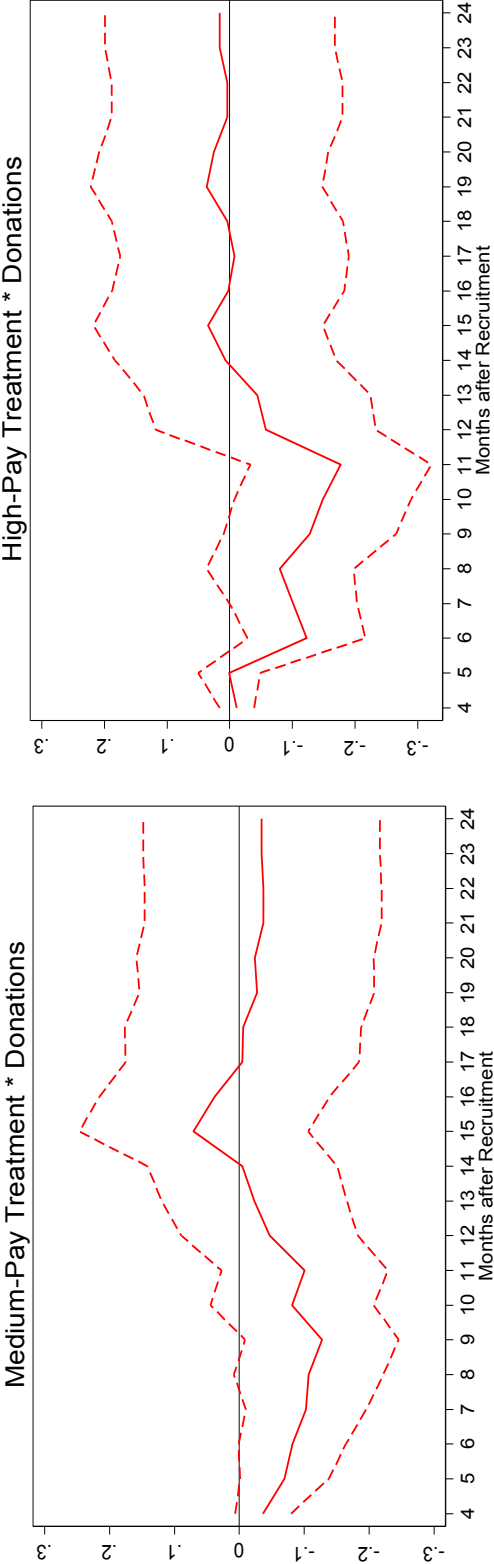 Medium-Pay Treatment * Donations
.3
.2
.1
0
-.1
-.2
-.3
4 5 6 7 8 9 10 11 12 13 14 15 16 17 18 19 20 21 22 23 24
Months after Recruitment
High-Pay Treatment * Donations
.3
.2
.1
0
-.1
-.2
-.3
4 5 6 7 8 9 10 11 12 13 14 15 16 17 18 19 20 21 22 23 24
Months after Recruitment